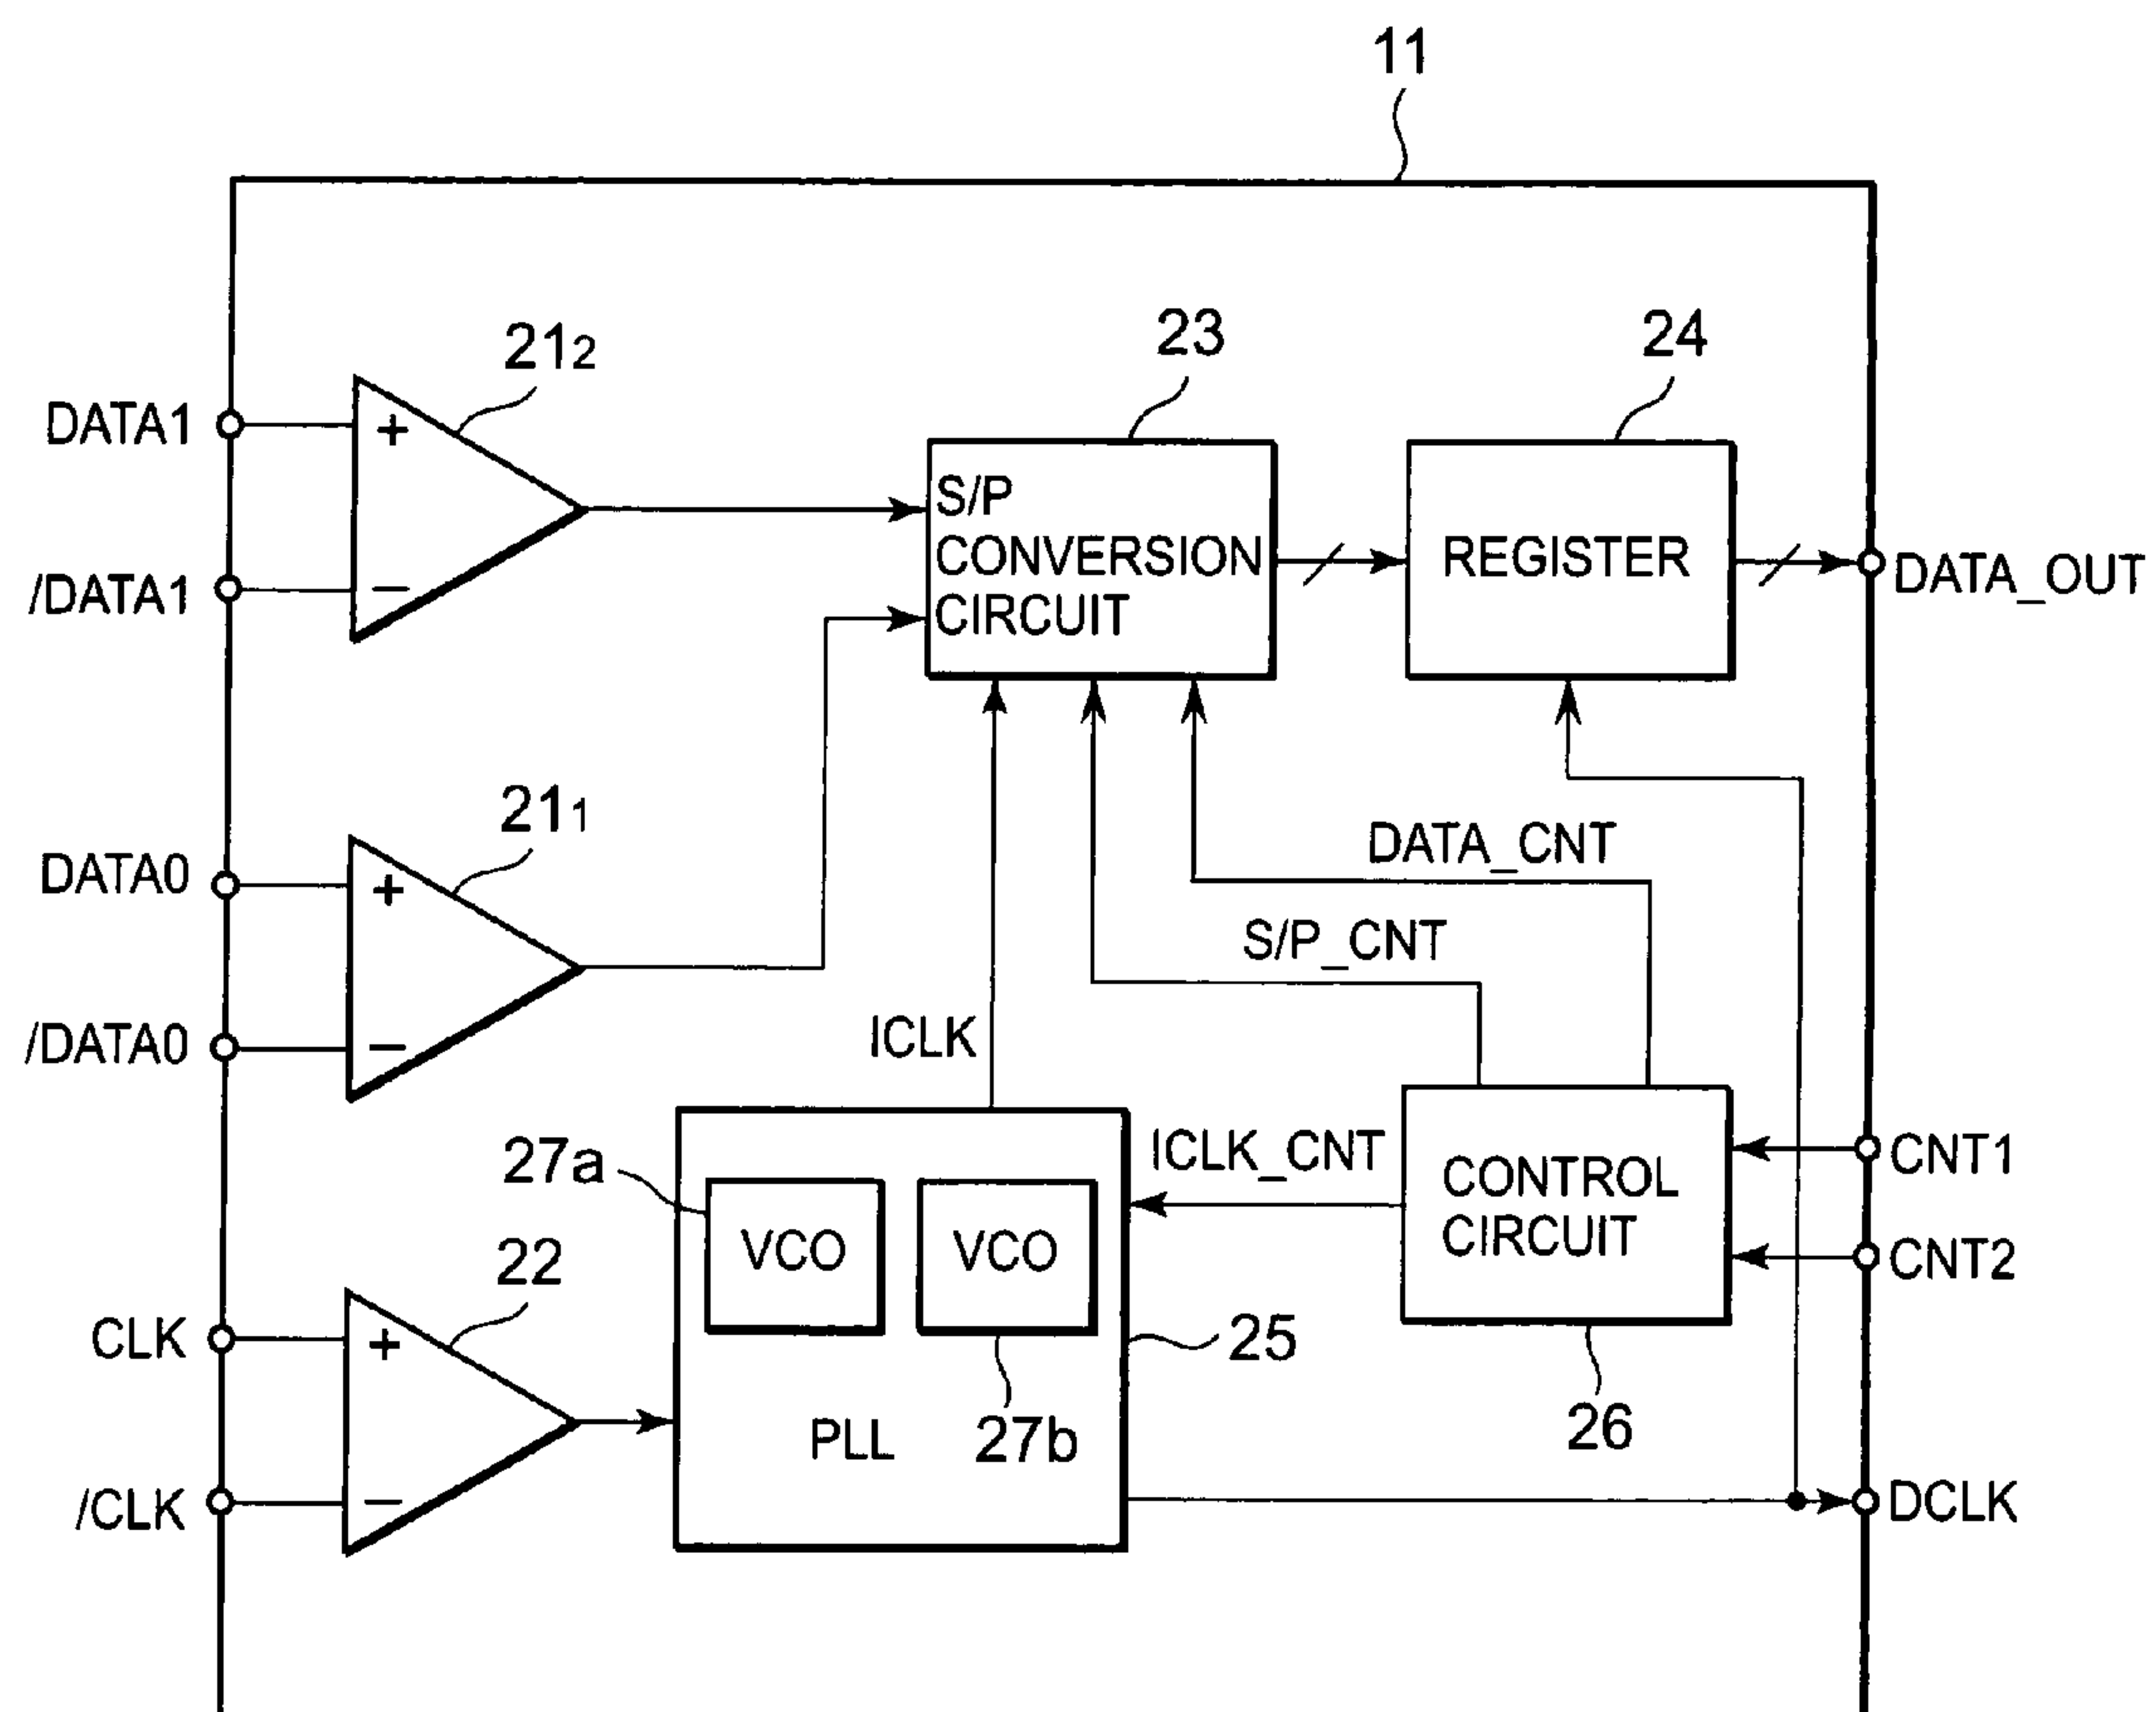 11
21₂
23
24
DATA1
+
S/P
CONVERSION
CIRCUIT
REGISTER
DATA_OUT
/DATA1
−
21₁
DATA0
+
DATA_CNT
S/P_CNT
/DATA0
−
ICLK
27a
ICLK_CNT
CNT1
VCO
VCO
CONTROL
CIRCUIT
CNT2
22
CLK
+
25
PLL
27b
26
/CLK
−
DCLK